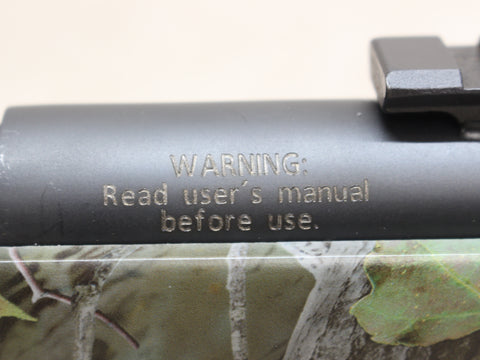 WARNING:
Read user´s manual
before use.